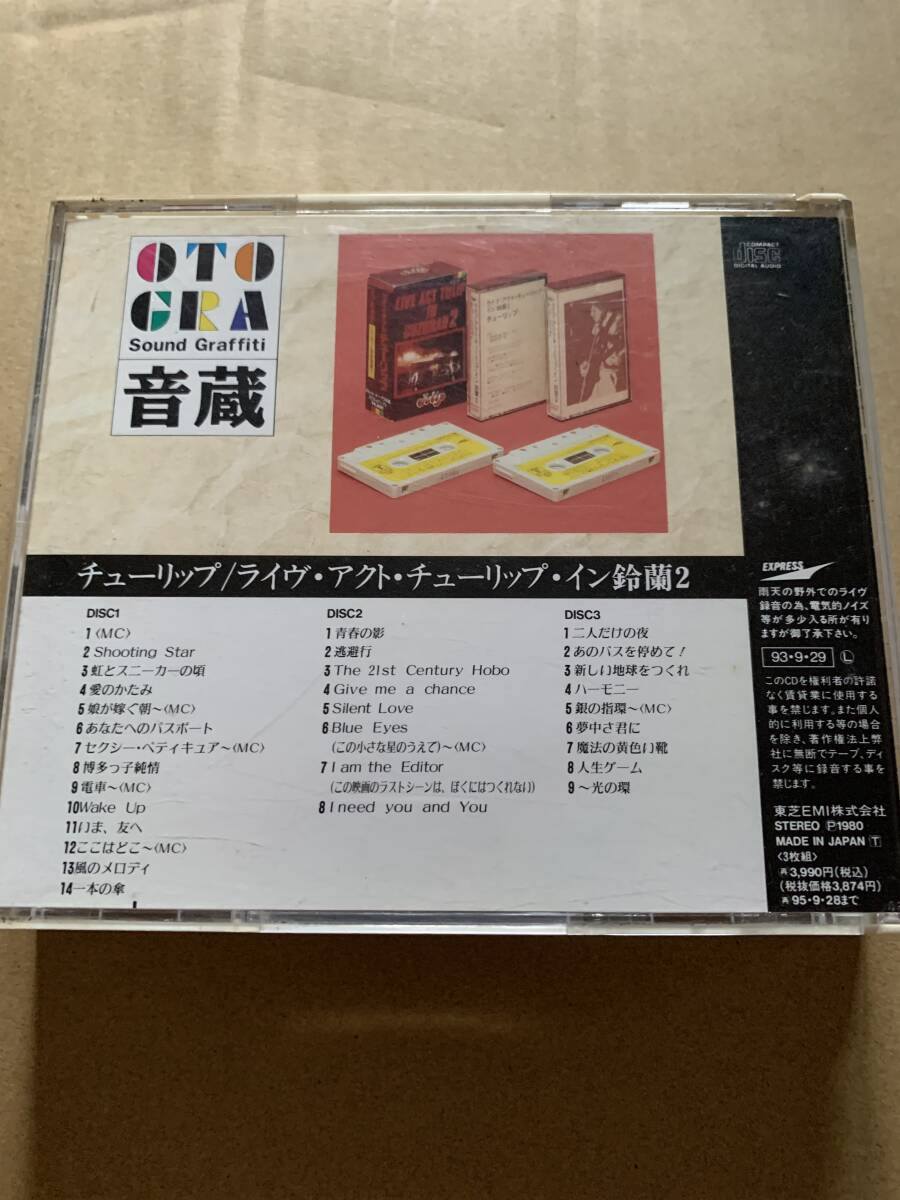 OTO
GRA
Sound Graffiti
音蔵
LIVE ACT TULIP
IN
SUZURAN 2
チューリップ
COMPACT
disc
DIGITAL AUDIO
チューリップ/ライヴ・アクト・チューリップ・イン鈴蘭2
DISC1
1〈MC〉
2 Shooting Star
3 虹とスニーカーの頃
4 愛のかたみ
5 娘が嫁ぐ朝〜〈MC〉
6 あなたへのパスポート
7 セクシー・ペディキュア〜〈MC〉
8 博多っ子純情
9 電車〜〈MC〉
10 Wake Up
11 いま、友へ
12 ここはどこ〜〈MC〉
13 風のメロディ
14 一本の傘
DISC2
1 青春の影
2 逃避行
3 The 21st Century Hobo
4 Give me a chance
5 Silent Love
6 Blue Eyes
(この小さな星のうえで)〜〈MC〉
7 I am the Editor
(この映画のラストシーンは、ぼくにはつくれない)
8 I need you and You
DISC3
1 二人だけの夜
2 あのバスを停めて!
3 新しい地球をつくれ
4 ハーモニー
5 銀の指環〜〈MC〉
6 夢中さ君に
7 魔法の黄色い靴
8 人生ゲーム
9 〜光の環
EXPRESS
雨天の野外でのライヴ
録音の為、電気的ノイズ
等が多少入る所が有り
ますが御了承下さい。
93・9・29 Ⓛ
このCDを権利者の許諾
なく賃貸業に使用する
事を禁じます。また個人
的に利用する等の場合
を除き、著作権法上弊
社に無断でテープ、ディ
スク等に録音する事を
禁じます。
東芝EMI株式会社
STEREO Ⓟ1980
MADE IN JAPAN T
〈3枚組〉
再3,990円(税込)
(税抜価格3,874円)
再95・9・28まで